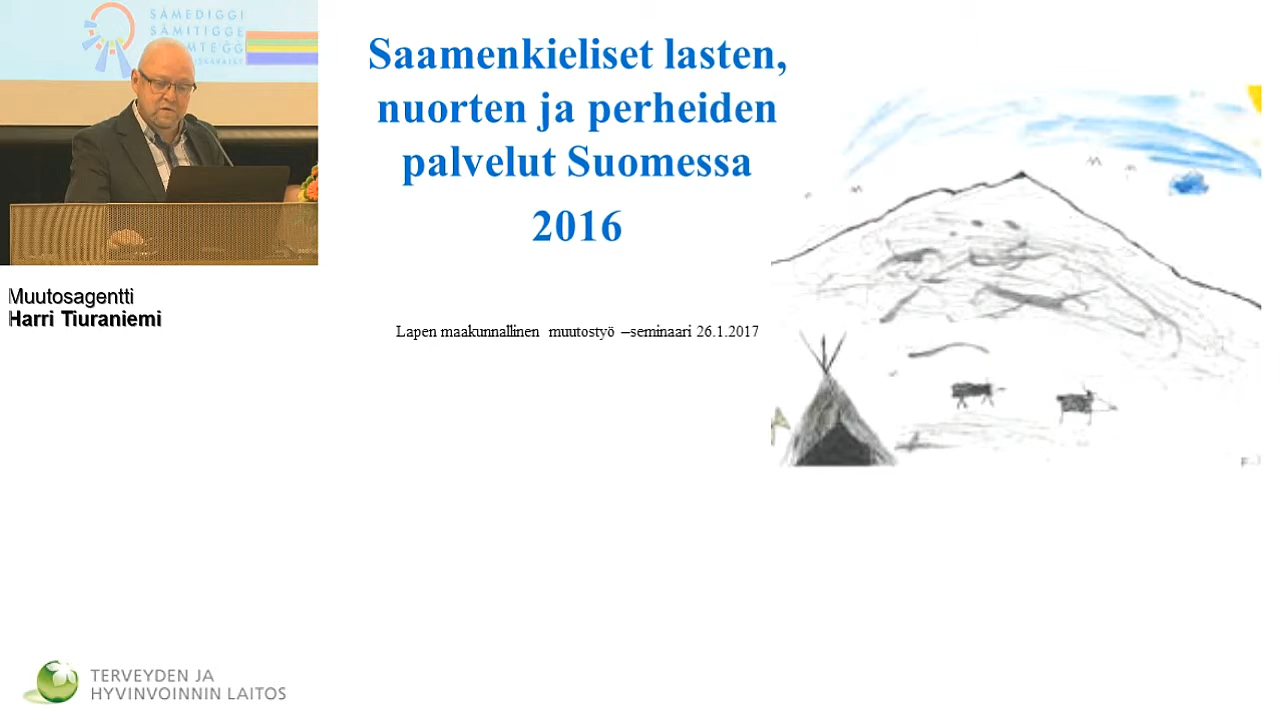 SÁMEDIGGI
SÄMITIGGE
Saamenkieliset lasten,
nuorten ja perheiden
palvelut Suomessa
2016
Muutosagentti
Harri Tiuraniemi
Lapen maakunnallinen muutostyö –seminaari 26.1.2017
TERVEYDEN JA
HYVINVOINNIN LAITOS